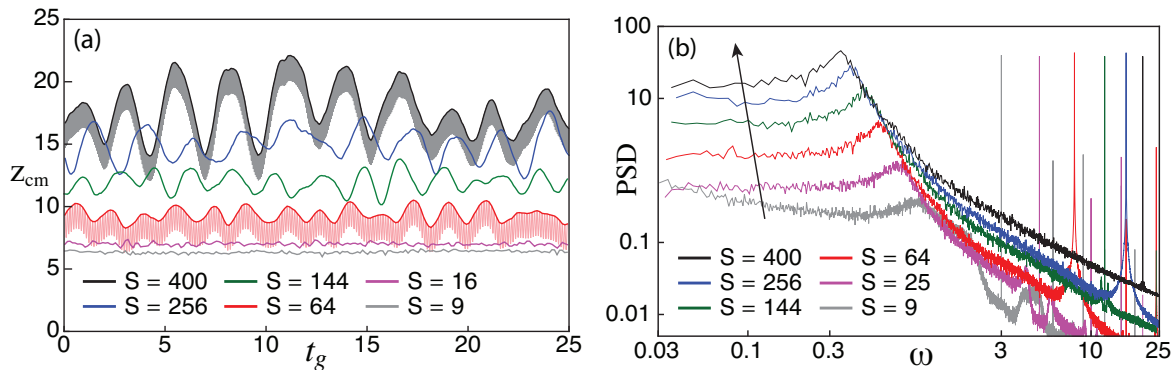 (a)
25
20
15
10
5
0
z_cm
S = 400 S = 144 S = 16
S = 256 S = 64 S = 9
0 5 10 15 20 25
t_g
(b)
100
10
0.1
0.01
PSD
S = 400 S = 64
S = 256 S = 25
S = 144 S = 9
0.03 0.1 0.3 3 10 25
ω